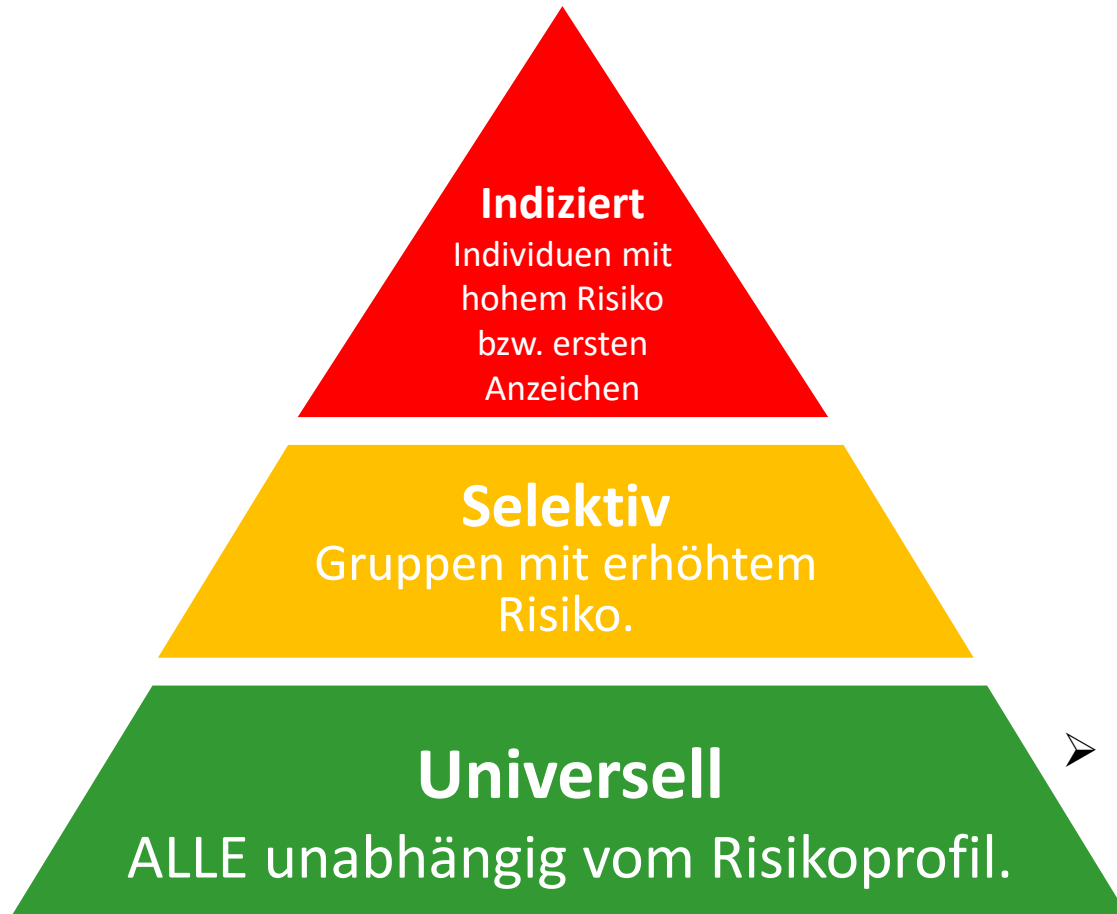 Indiziert
Individuen mit
hohem Risiko
bzw. ersten
Anzeichen
Selektiv
Gruppen mit erhöhtem
Risiko.
Universell
➢
ALLE unabhängig vom Risikoprofil.